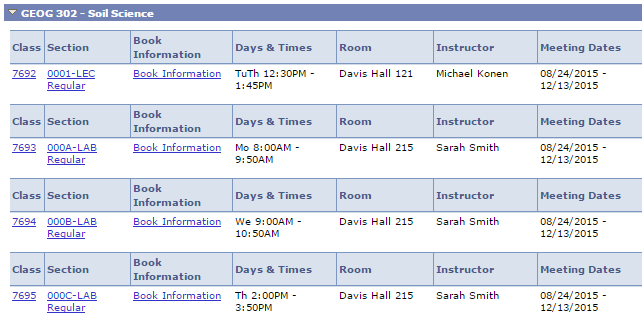 GEOG 302 - Soil Science
Class Section Book Information Days & Times Room Instructor Meeting Dates
7692 0001-LEC Book Information TuTh 12:30PM - Davis Hall 121 Michael Konen 08/24/2015 -
Regular 1:45PM 12/13/2015
Class Section Book Information Days & Times Room Instructor Meeting Dates
7693 000A-LAB Book Information Mo 8:00AM - Davis Hall 215 Sarah Smith 08/24/2015 -
Regular 9:50AM 12/13/2015
Class Section Book Information Days & Times Room Instructor Meeting Dates
7694 000B-LAB Book Information We 9:00AM - Davis Hall 215 Sarah Smith 08/24/2015 -
Regular 10:50AM 12/13/2015
Class Section Book Information Days & Times Room Instructor Meeting Dates
7695 000C-LAB Book Information Th 2:00PM - Davis Hall 215 Sarah Smith 08/24/2015 -
Regular 3:50PM 12/13/2015